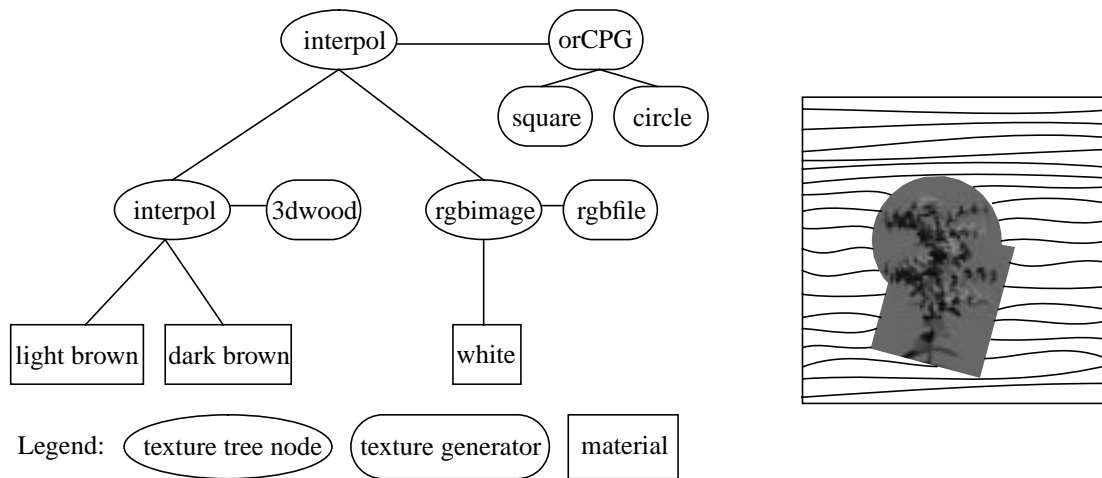 interpol
orCPG
square
circle
interpol
3dwood
rgbimage
rgbfile
light brown
dark brown
white
Legend:
texture tree node
texture generator
material